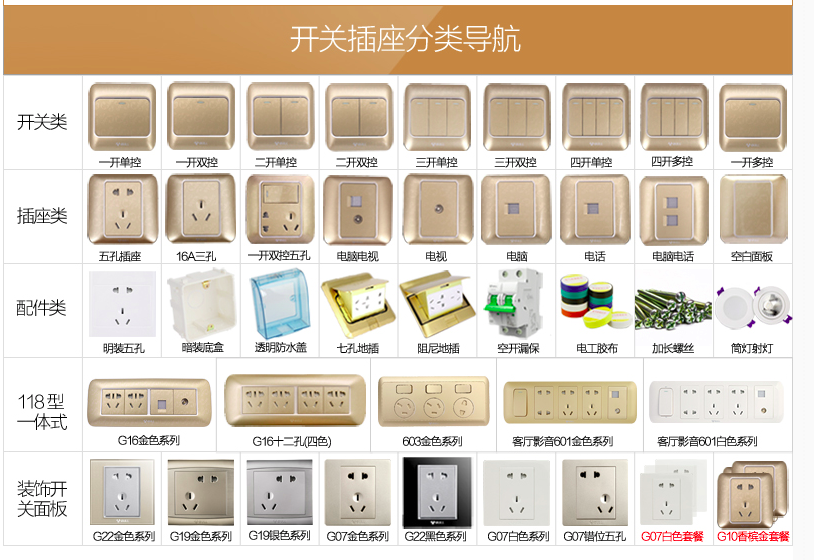 开关插座分类导航
开关类
一开单控 一开双控 二开单控 二开双控 三开单控 三开双控 四开单控 四开多控 一开多控
插座类
五孔插座 16A三孔 一开双控五孔 电脑电视 电视 电脑 电话 电脑电话 空白面板
配件类
明装五孔 暗装底盒 透明防水盖 七孔地插 阻尼地插 空开漏保 电工胶布 加长螺丝 筒灯射灯
118型
一体式
G16金色系列 G16十二孔(四色) 603金色系列 客厅影音601金色系列 客厅影音601白色系列
装饰开
关面板
G22金色系列 G19金色系列 G19银色系列 G07金色系列 G22黑色系列 G07白色系列 G07错位五孔 G07白色套餐 G10香槟金套餐